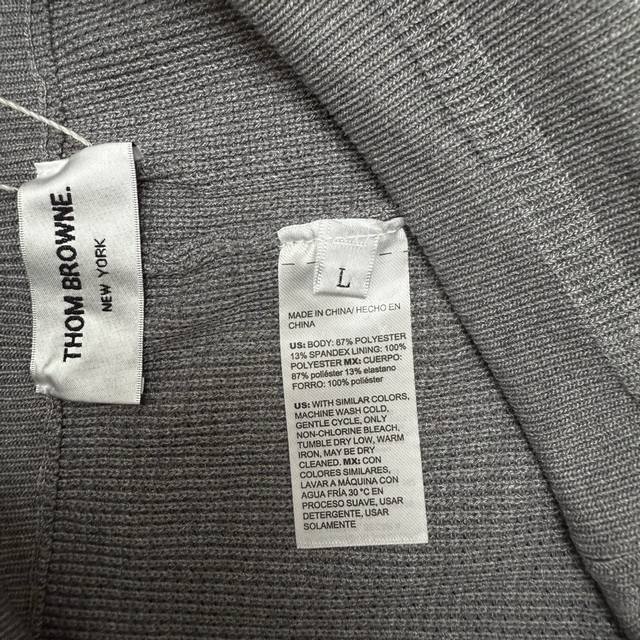 THOM BROWNE.
NEW YORK
L
MADE IN CHINA/ HECHO EN
CHINA
US: BODY: 87% POLYESTER
13% SPANDEX LINING: 100%
POLYESTER MX: CUERPO:
87% poliéster 13% elastano
FORRO: 100% poliéster
US: WITH SIMILAR COLORS,
MACHINE WASH COLD,
GENTLE CYCLE, ONLY
NON-CHLORINE BLEACH,
TUMBLE DRY LOW, WARM
IRON, MAY BE DRY
CLEANED. MX: CON
COLORES SIMILARES,
LAVAR A MÁQUINA CON
AGUA FRÍA 30 °C EN
PROCESO SUAVE, USAR
DETERGENTE, USAR
SOLAMENTE